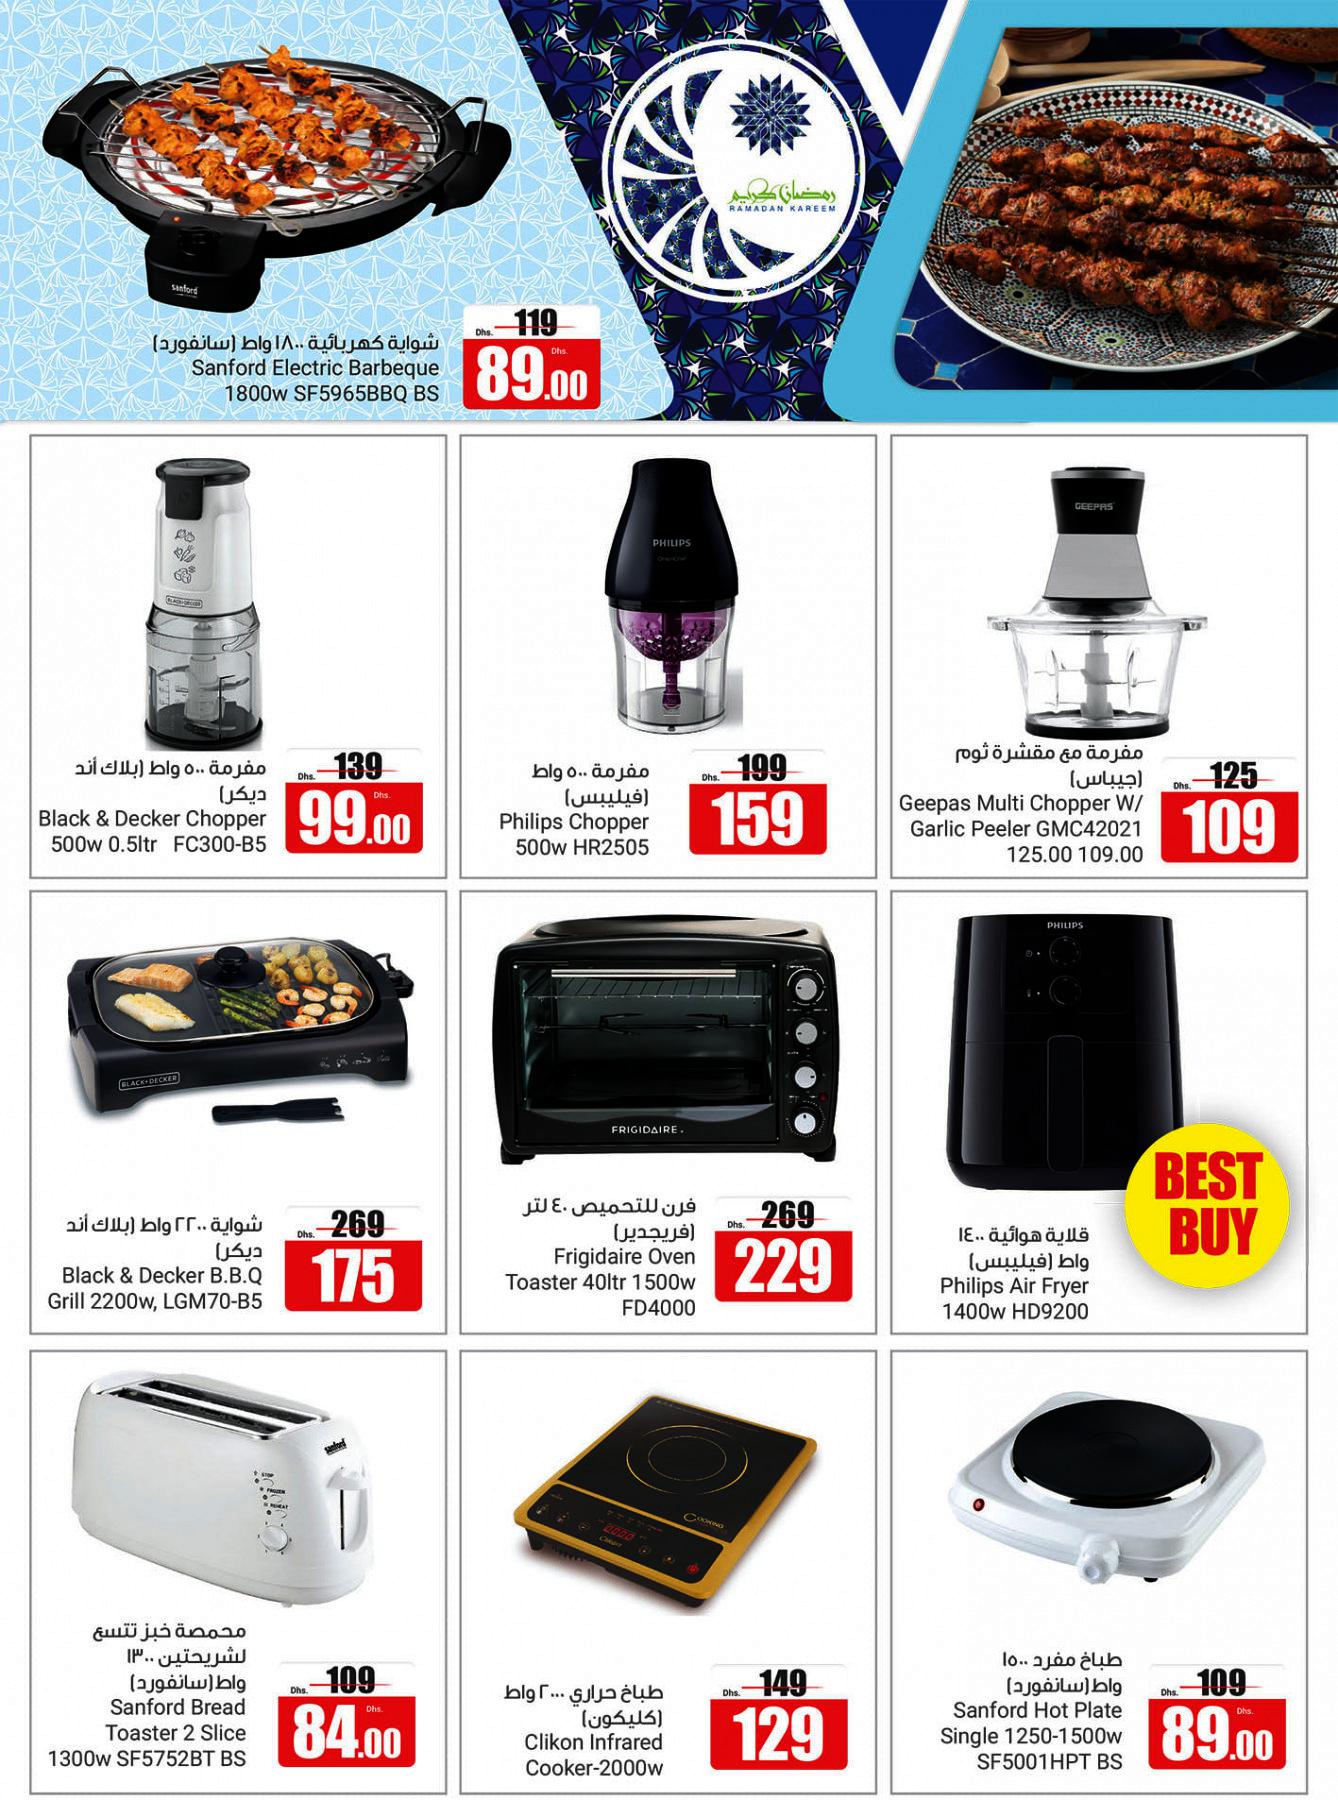 رمضان كريم
RAMADAN KAREEM
sanford
شواية كهربائية ١٨٠٠ واط (سانفورد)
Sanford Electric Barbeque
1800w SF5965BBQ BS
Dhs. 119
Dhs.
89.00
BLACK+DECKER
مفرمة ٥٠٠ واط (بلاك أند
ديكر)
Black & Decker Chopper
500w 0.5ltr FC300-B5
Dhs. 139
Dhs.
99.00
PHILIPS
مفرمة ٥٠٠ واط
(فيليبس)
Philips Chopper
500w HR2505
Dhs. 199
159
GEEPAS
مفرمة مع مقشرة ثوم
(جيباس)
Geepas Multi Chopper W/
Garlic Peeler GMC42021
125.00 109.00
Dhs. 125
109
BLACK+DECKER
شواية ٢٢٠٠ واط (بلاك أند
ديكر)
Black & Decker B.B.Q
Grill 2200w, LGM70-B5
Dhs. 269
175
FRIGIDAIRE
فرن للتحميص ٤٠ لتر
(فريجدير)
Frigidaire Oven
Toaster 40ltr 1500w
FD4000
Dhs. 269
229
PHILIPS
BEST
BUY
قلاية هوائية ١٤٠٠
واط (فيليبس)
Philips Air Fryer
1400w HD9200
sanford
STOP
FROZEN
REHEAT
محمصة خبز تتسع
لشريحتين ١٣٠٠
واط(سانفورد)
Sanford Bread
Toaster 2 Slice
1300w SF5752BT BS
Dhs. 109
Dhs.
84.00
COOKING
Clikon
طباخ حراري ٢٠٠٠ واط
(كليكون)
Clikon Infrared
Cooker-2000w
Dhs. 149
129
طباخ مفرد ١٥٠٠
واط(سانفورد)
Sanford Hot Plate
Single 1250-1500w
SF5001HPT BS
Dhs. 109
Dhs.
89.00